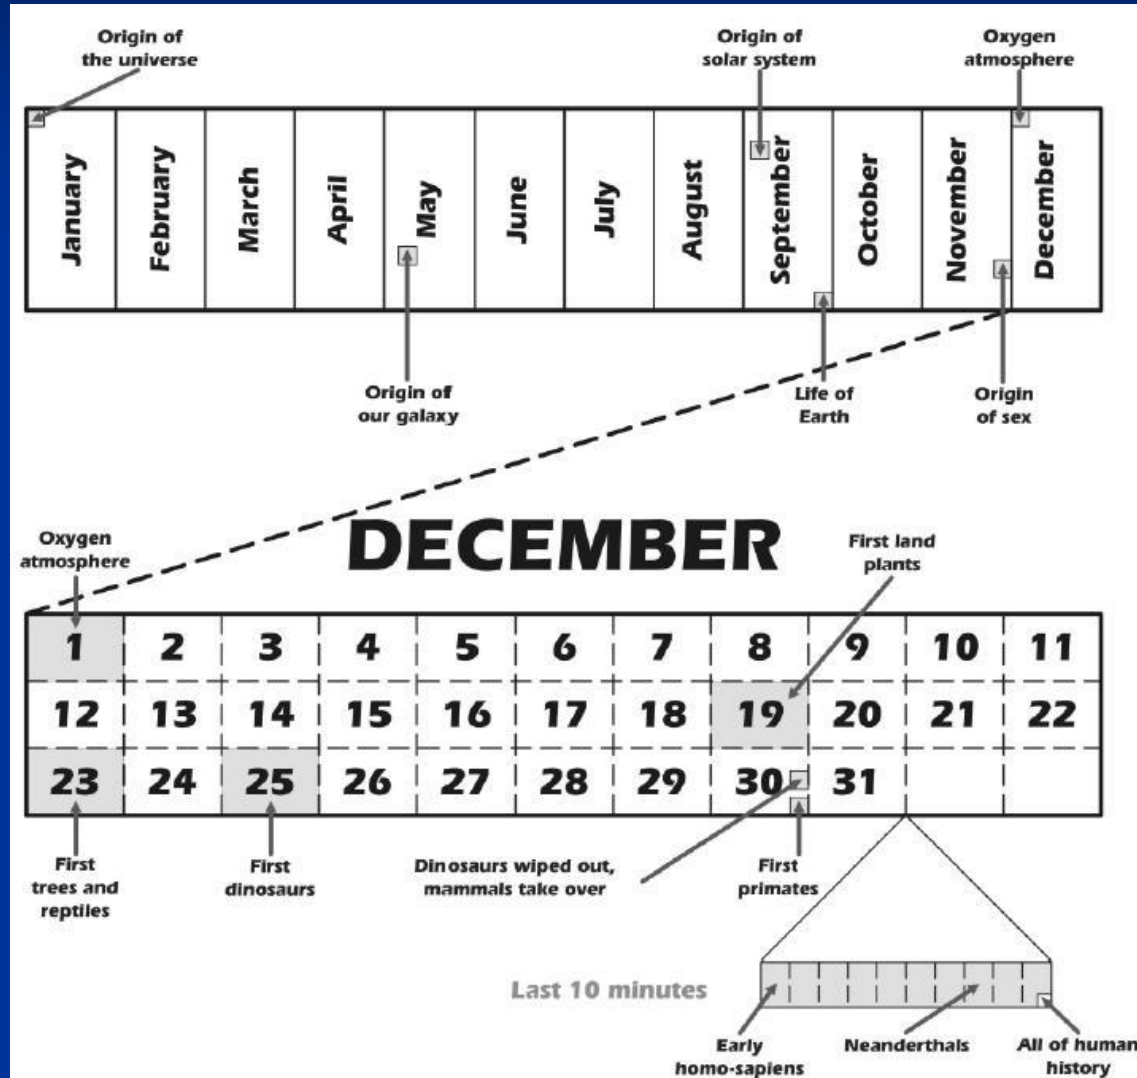 Origin of
the universe
Origin of
solar system
Oxygen
atmosphere
January
February
March
April
May
June
July
August
September
October
November
December
Origin of
our galaxy
Life of
Earth
Origin
of sex
DECEMBER
Oxygen
atmosphere
First land
plants
1 2 3 4 5 6 7 8 9 10 11
12 13 14 15 16 17 18 19 20 21 22
23 24 25 26 27 28 29 30 31
First
trees and
reptiles
First
dinosaurs
Dinosaurs wiped out,
mammals take over
First
primates
Last 10 minutes
Early
homo-sapiens
Neanderthals
All of human
history